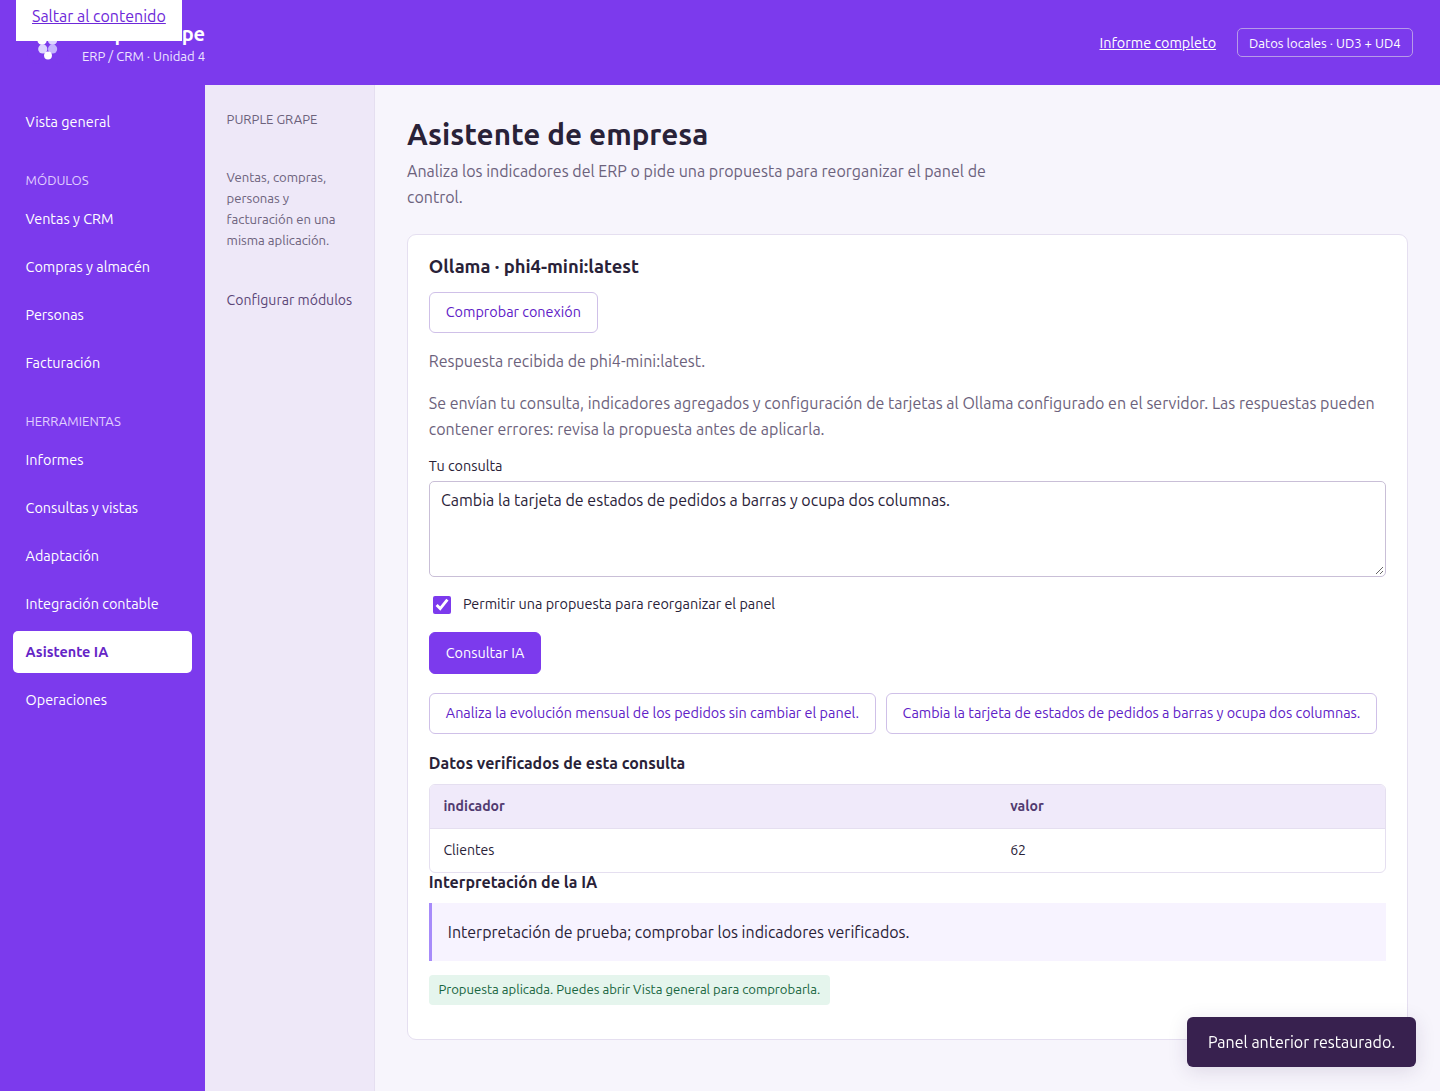 Saltar al contenido
pe
ERP / CRM · Unidad 4
Informe completo
Datos locales · UD3 + UD4
Vista general
MÓDULOS
Ventas y CRM
Compras y almacén
Personas
Facturación
HERRAMIENTAS
Informes
Consultas y vistas
Adaptación
Integración contable
Asistente IA
Operaciones
PURPLE GRAPE
Ventas, compras,
personas y
facturación en una
misma aplicación.
Configurar módulos
Asistente de empresa
Analiza los indicadores del ERP o pide una propuesta para reorganizar el panel de
control.
Ollama · phi4-mini:latest
Comprobar conexión
Respuesta recibida de phi4-mini:latest.
Se envían tu consulta, indicadores agregados y configuración de tarjetas al Ollama configurado en el servidor. Las respuestas pueden
contener errores: revisa la propuesta antes de aplicarla.
Tu consulta
Cambia la tarjeta de estados de pedidos a barras y ocupa dos columnas.
Permitir una propuesta para reorganizar el panel
Consultar IA
Analiza la evolución mensual de los pedidos sin cambiar el panel.
Cambia la tarjeta de estados de pedidos a barras y ocupa dos columnas.
Datos verificados de esta consulta
indicador valor
Clientes 62
Interpretación de la IA
Interpretación de prueba; comprobar los indicadores verificados.
Propuesta aplicada. Puedes abrir Vista general para comprobarla.
Panel anterior restaurado.